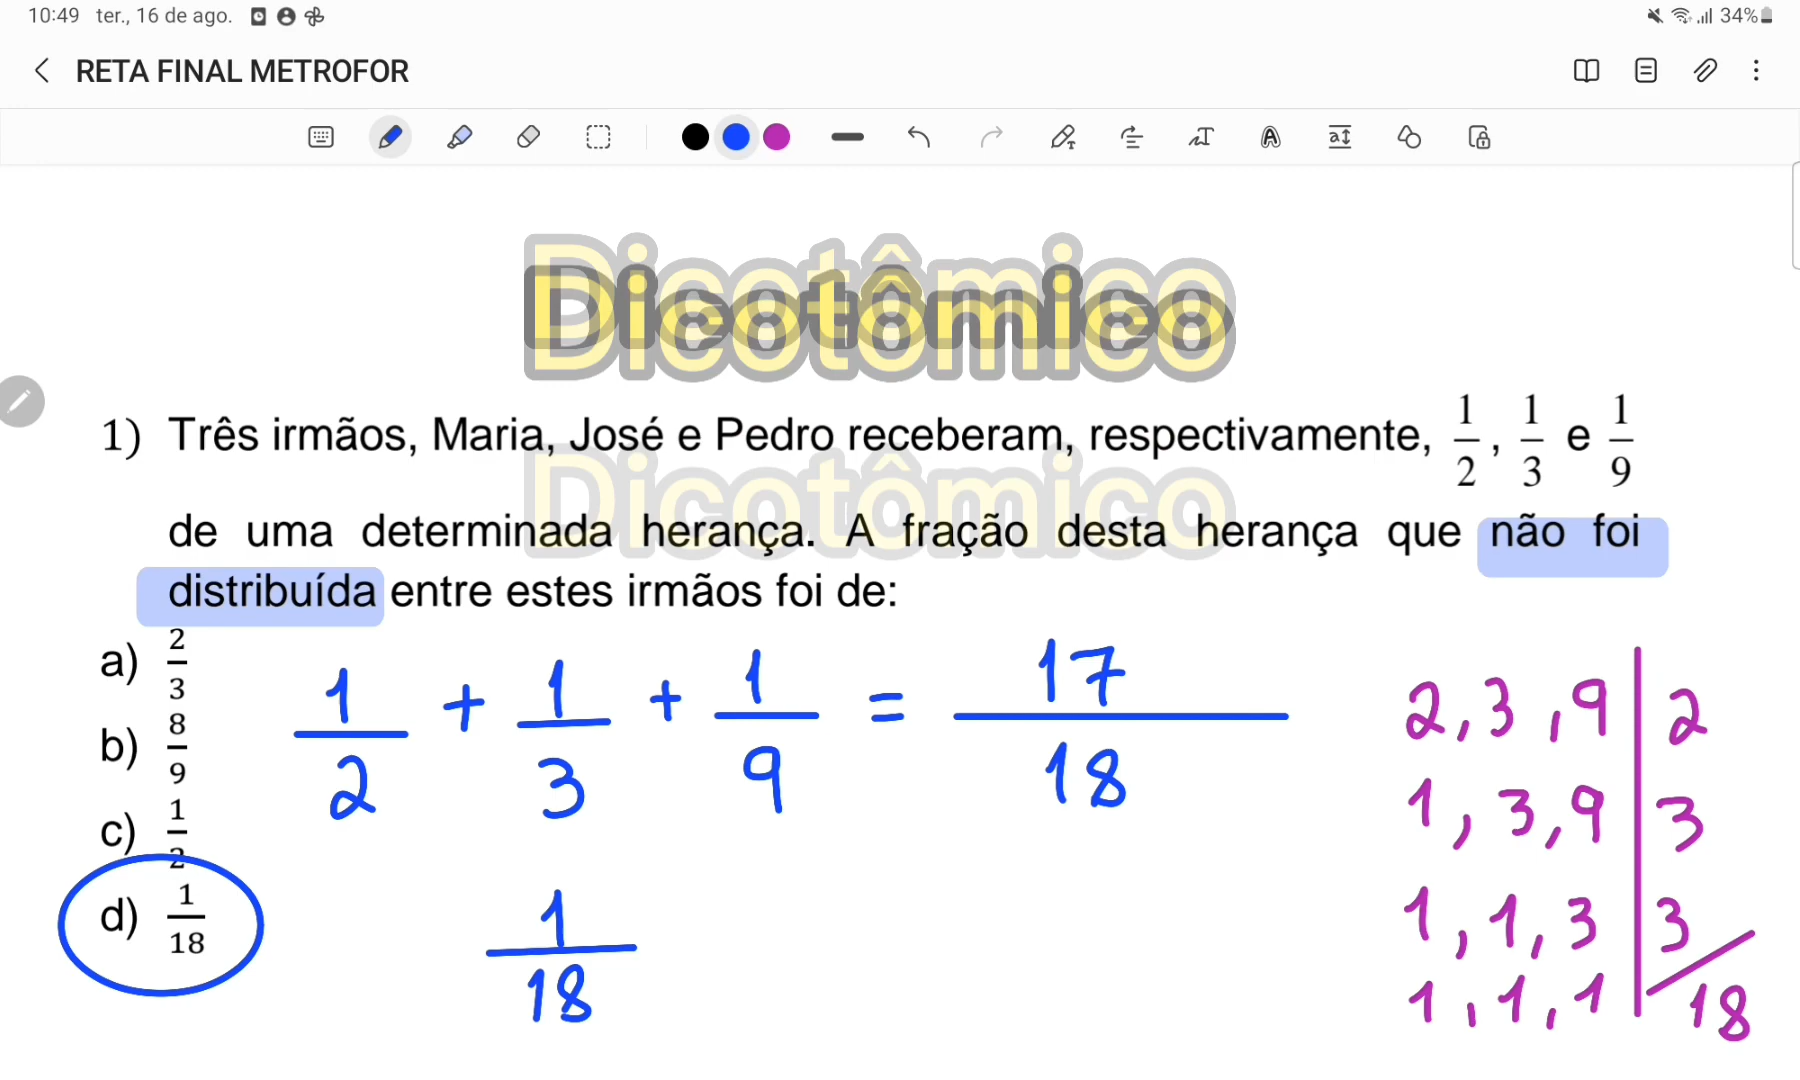 10:49 ter., 16 de ago. 34%
RETA FINAL METROFOR
Dicotômico
1) Três irmãos, Maria, José e Pedro receberam, respectivamente, 1/2, 1/3 e 1/9
Dicotômico
de uma determinada herança. A fração desta herança que não foi
distribuída entre estes irmãos foi de:
a) 2/3
b) 8/9
c) 1/2
d) 1/18
1/2 + 1/3 + 1/9 = 17/18
1/18
2, 3, 9 | 2
1, 3, 9 | 3
1, 1, 3 | 3
1, 1, 1 | 18